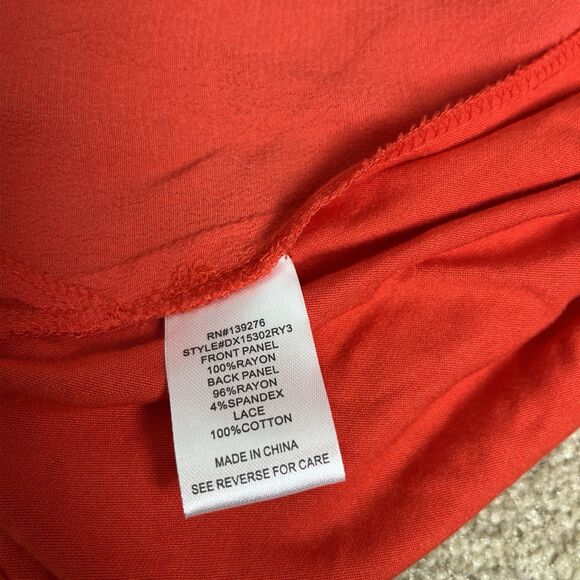 RN#139276
STYLE#DX15302RY3
FRONT PANEL
100%RAYON
BACK PANEL
96%RAYON
4%SPANDEX
LACE
100%COTTON
MADE IN CHINA
SEE REVERSE FOR CARE